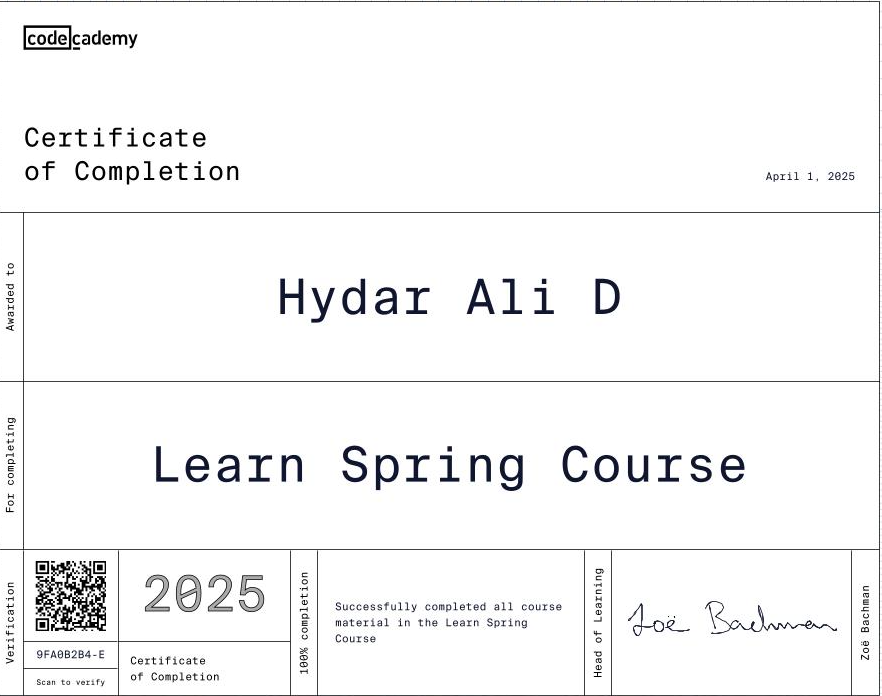 codecademy
Certificate
of Completion
April 1, 2025
Awarded to
Hydar Ali D
For completing
Learn Spring Course
Verification
9FA0B2B4-E
Scan to verify
2025
Certificate
of Completion
100% completion
Successfully completed all course
material in the Learn Spring
Course
Head of Learning
Zoë Bachman
Zoë Bachman